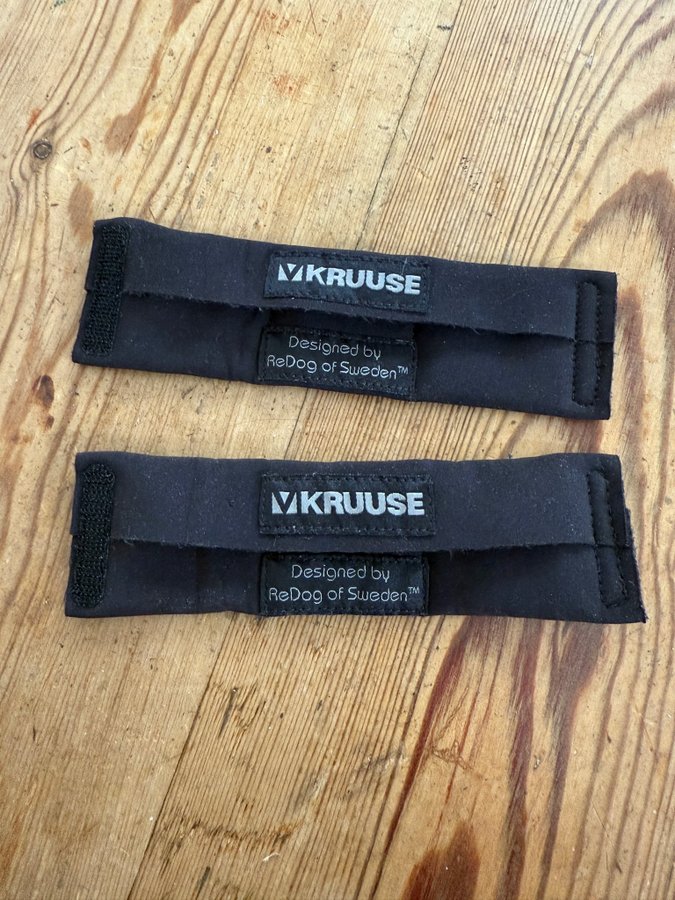 KRUUSE
Designed by
ReDog of Sweden™
KRUUSE
Designed by
ReDog of Sweden™